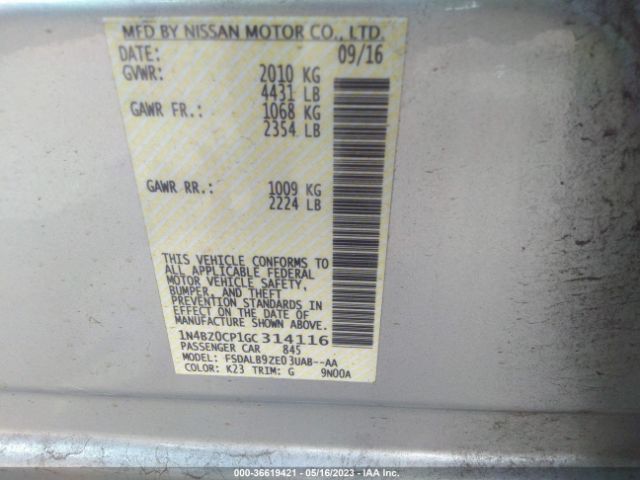 MFD BY NISSAN MOTOR CO., LTD.
DATE: 09/16
GVWR: 2010 KG
4431 LB
GAWR FR.: 1068 KG
2354 LB
GAWR RR.: 1009 KG
2224 LB
THIS VEHICLE CONFORMS TO
ALL APPLICABLE FEDERAL
MOTOR VEHICLE SAFETY,
BUMPER, AND THEFT
PREVENTION STANDARDS IN
EFFECT ON THE DATE OF
MANUFACTURE SHOWN ABOVE.
1N4BZ0CP1GC314116
PASSENGER CAR 845
MODEL: FSDALB9ZE03UAB--AA
COLOR: K23 TRIM: G 9N00A
000-36619421 - 05/16/2023 - IAA Inc.